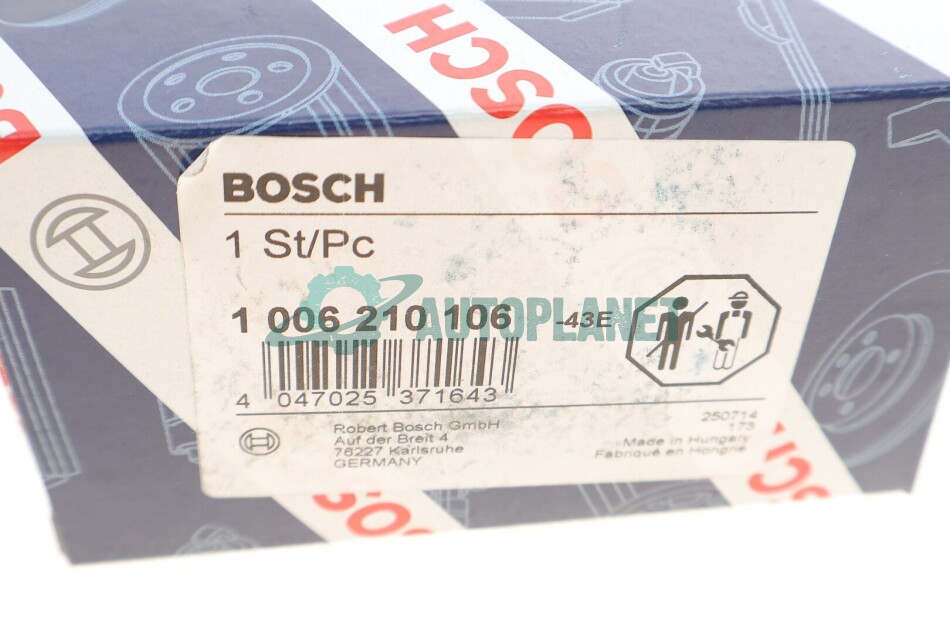 BOSCH
BOSCH
1 St/Pc
1 006 210 106 -43E
AUTOPLANET
4 047025 371643
Robert Bosch GmbH
Auf der Breit 4
76227 Karlsruhe
GERMANY
250714
173
Made in Hungary
Fabriqué en Hongrie